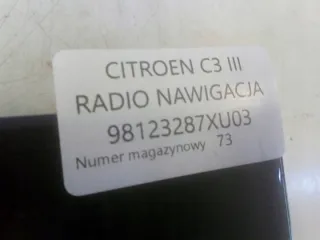 CITROEN C3 III
RADIO NAWIGACJA
98123287XU03
Numer magazynowy 73